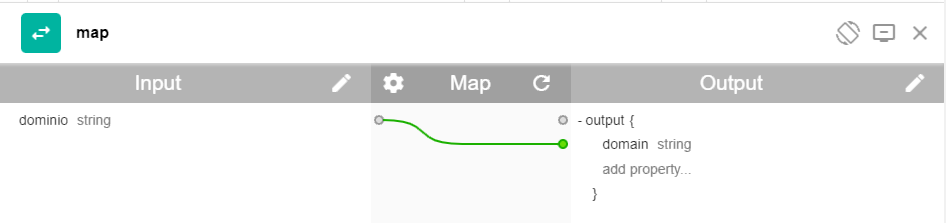 map
Input Map Output
dominio string
- output {
domain string
add property...
}